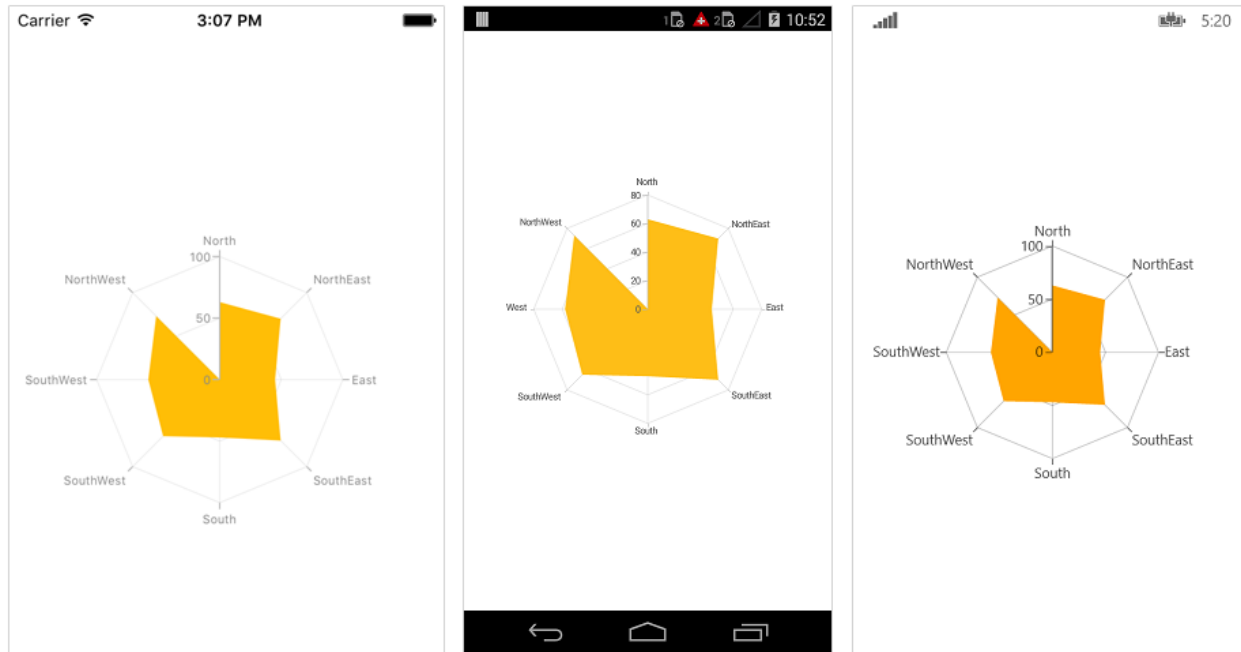 Carrier 3:07 PM
North
100
NorthWest NorthEast
50
SouthWest 0 East
SouthWest SouthEast
South
1 2 10:52
North
80
NorthWest NorthEast
60
40
20
West 0 East
SouthWest SouthEast
South
5:20
North
100
NorthWest NorthEast
50
SouthWest 0 East
SouthWest SouthEast
South